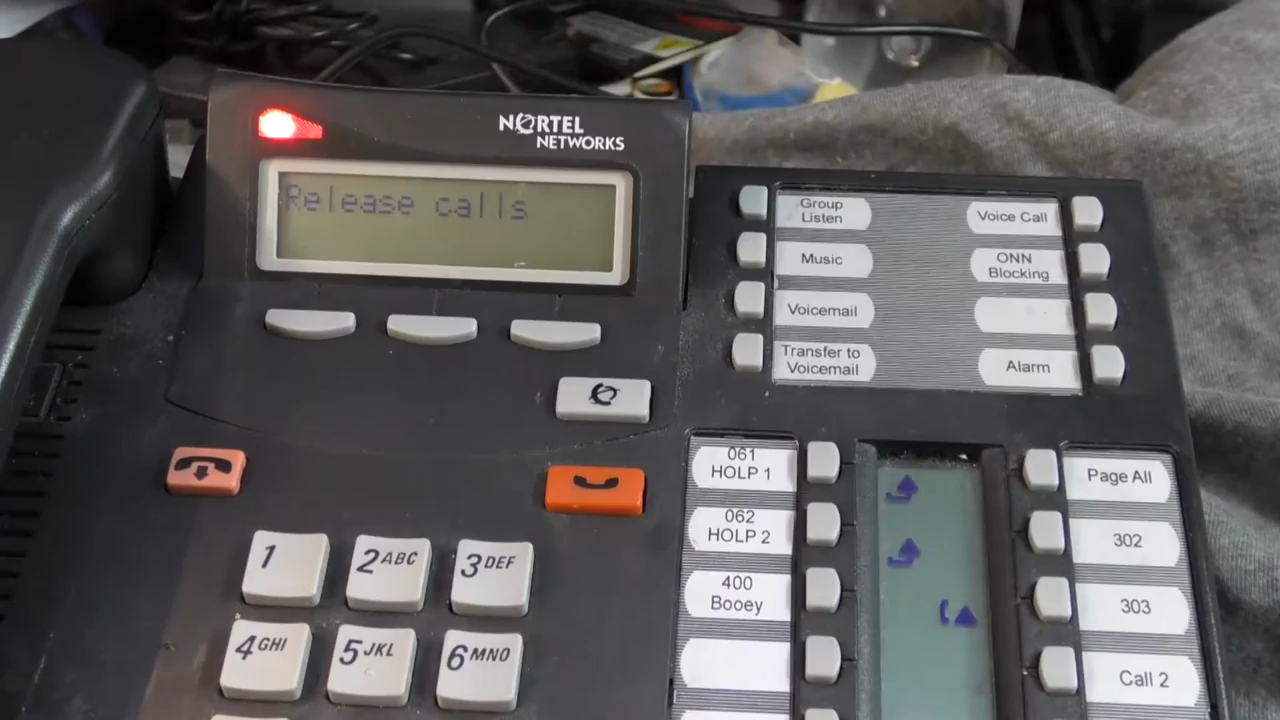 NORTEL
NETWORKS
Release calls
Group
Listen
Voice Call
Music
ONN
Blocking
Voicemail
Transfer to
Voicemail
Alarm
061
HOLP 1
Page All
062
HOLP 2
302
400
Booey
303
Call 2
1
2ABC
3DEF
4GHI
5JKL
6MNO